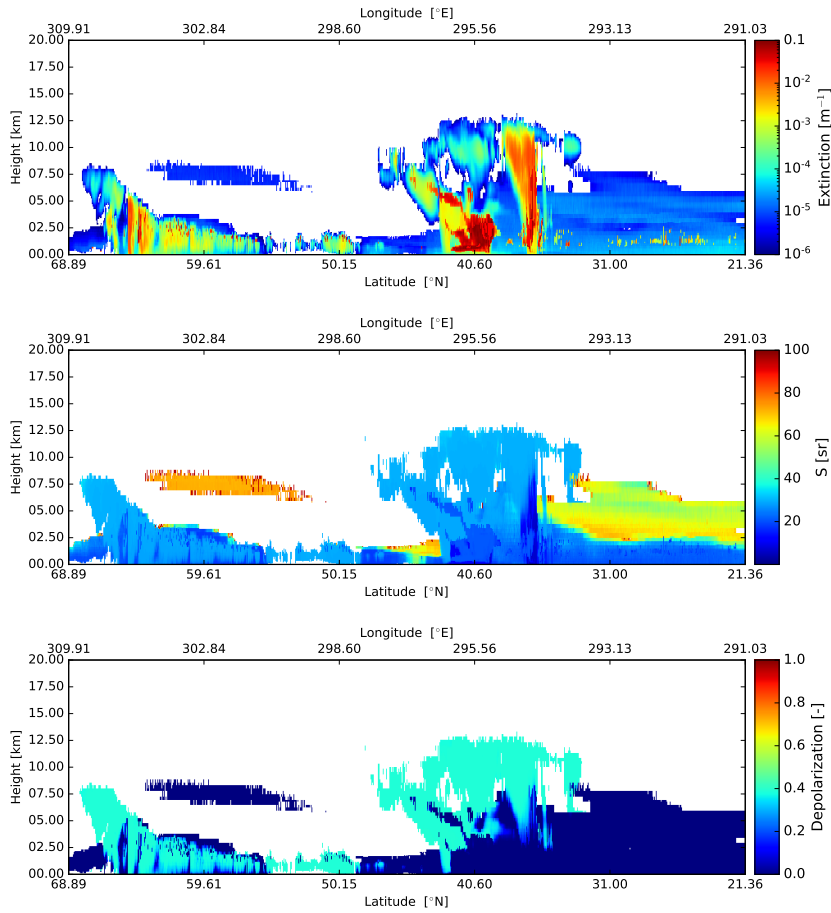 Longitude [°E]
309.91 302.84 298.60 295.56 293.13 291.03
20.00
17.50
15.00
12.50
10.00
07.50
05.00
02.50
00.00
Height [km]
68.89 59.61 50.15 40.60 31.00 21.36
Latitude [°N]
0.1
10⁻²
10⁻³
10⁻⁴
10⁻⁵
10⁻⁶
Extinction [m⁻¹]
Longitude [°E]
309.91 302.84 298.60 295.56 293.13 291.03
20.00
17.50
15.00
12.50
10.00
07.50
05.00
02.50
00.00
Height [km]
68.89 59.61 50.15 40.60 31.00 21.36
Latitude [°N]
100
80
60
40
20
S [sr]
Longitude [°E]
309.91 302.84 298.60 295.56 293.13 291.03
20.00
17.50
15.00
12.50
10.00
07.50
05.00
02.50
00.00
Height [km]
68.89 59.61 50.15 40.60 31.00 21.36
Latitude [°N]
1.0
0.8
0.6
0.4
0.2
0.0
Depolarization [-]